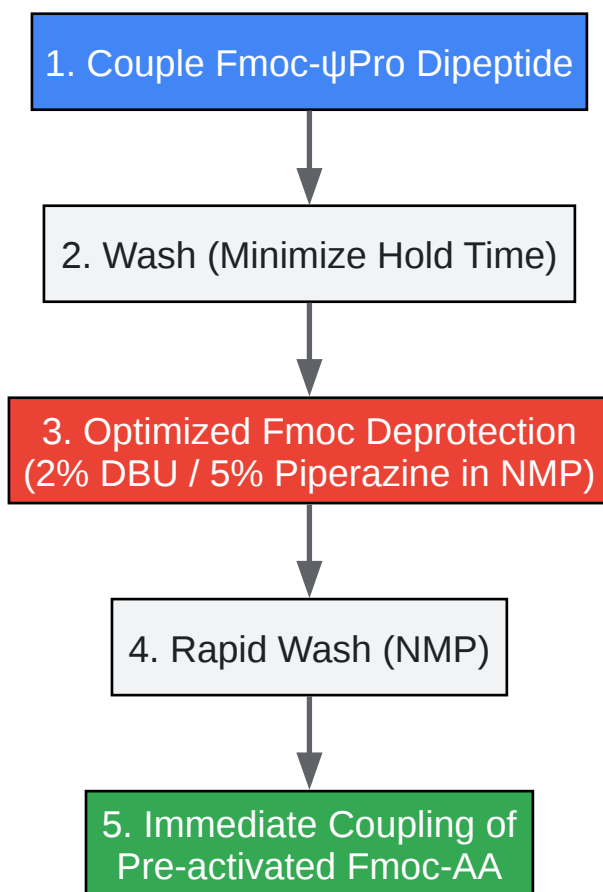 1. Couple Fmoc-ψPro Dipeptide
2. Wash (Minimize Hold Time)
3. Optimized Fmoc Deprotection
(2% DBU / 5% Piperazine in NMP)
4. Rapid Wash (NMP)
5. Immediate Coupling of
Pre-activated Fmoc-AA